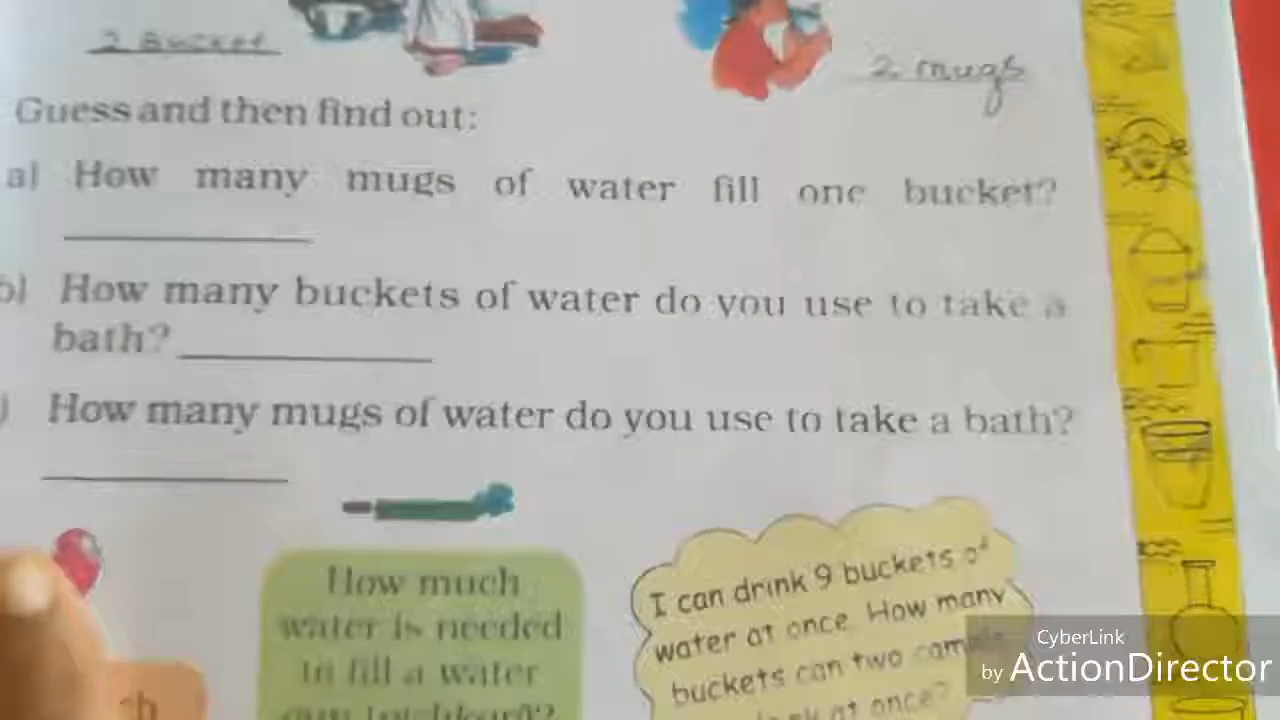 2 Bucket
2 mugs
Guess and then find out:
a) How many mugs of water fill one bucket?
b) How many buckets of water do you use to take a
bath?
) How many mugs of water do you use to take a bath?
How much
water is needed
to fill a water
I can drink 9 buckets of
water at once. How many
buckets can two
at once?
CyberLink
by ActionDirector